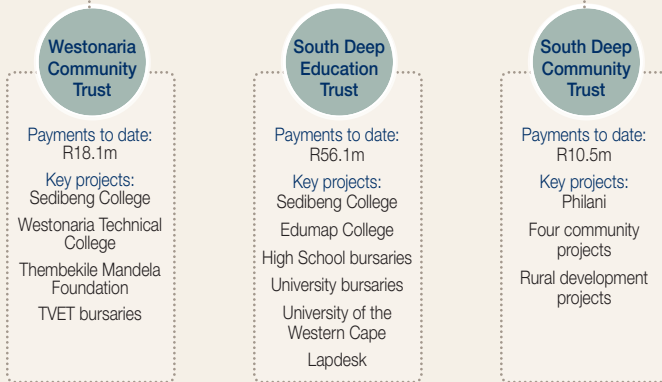 Westonaria
Community
Trust
Payments to date:
R18.1m
Key projects:
Sedibeng College
Westonaria Technical
College
Thembekile Mandela
Foundation
TVET bursaries
South Deep
Education
Trust
Payments to date:
R56.1m
Key projects:
Sedibeng College
Edumap College
High School bursaries
University bursaries
University of the
Western Cape
Lapdesk
South Deep
Community
Trust
Payments to date:
R10.5m
Key projects:
Philani
Four community
projects
Rural development
projects